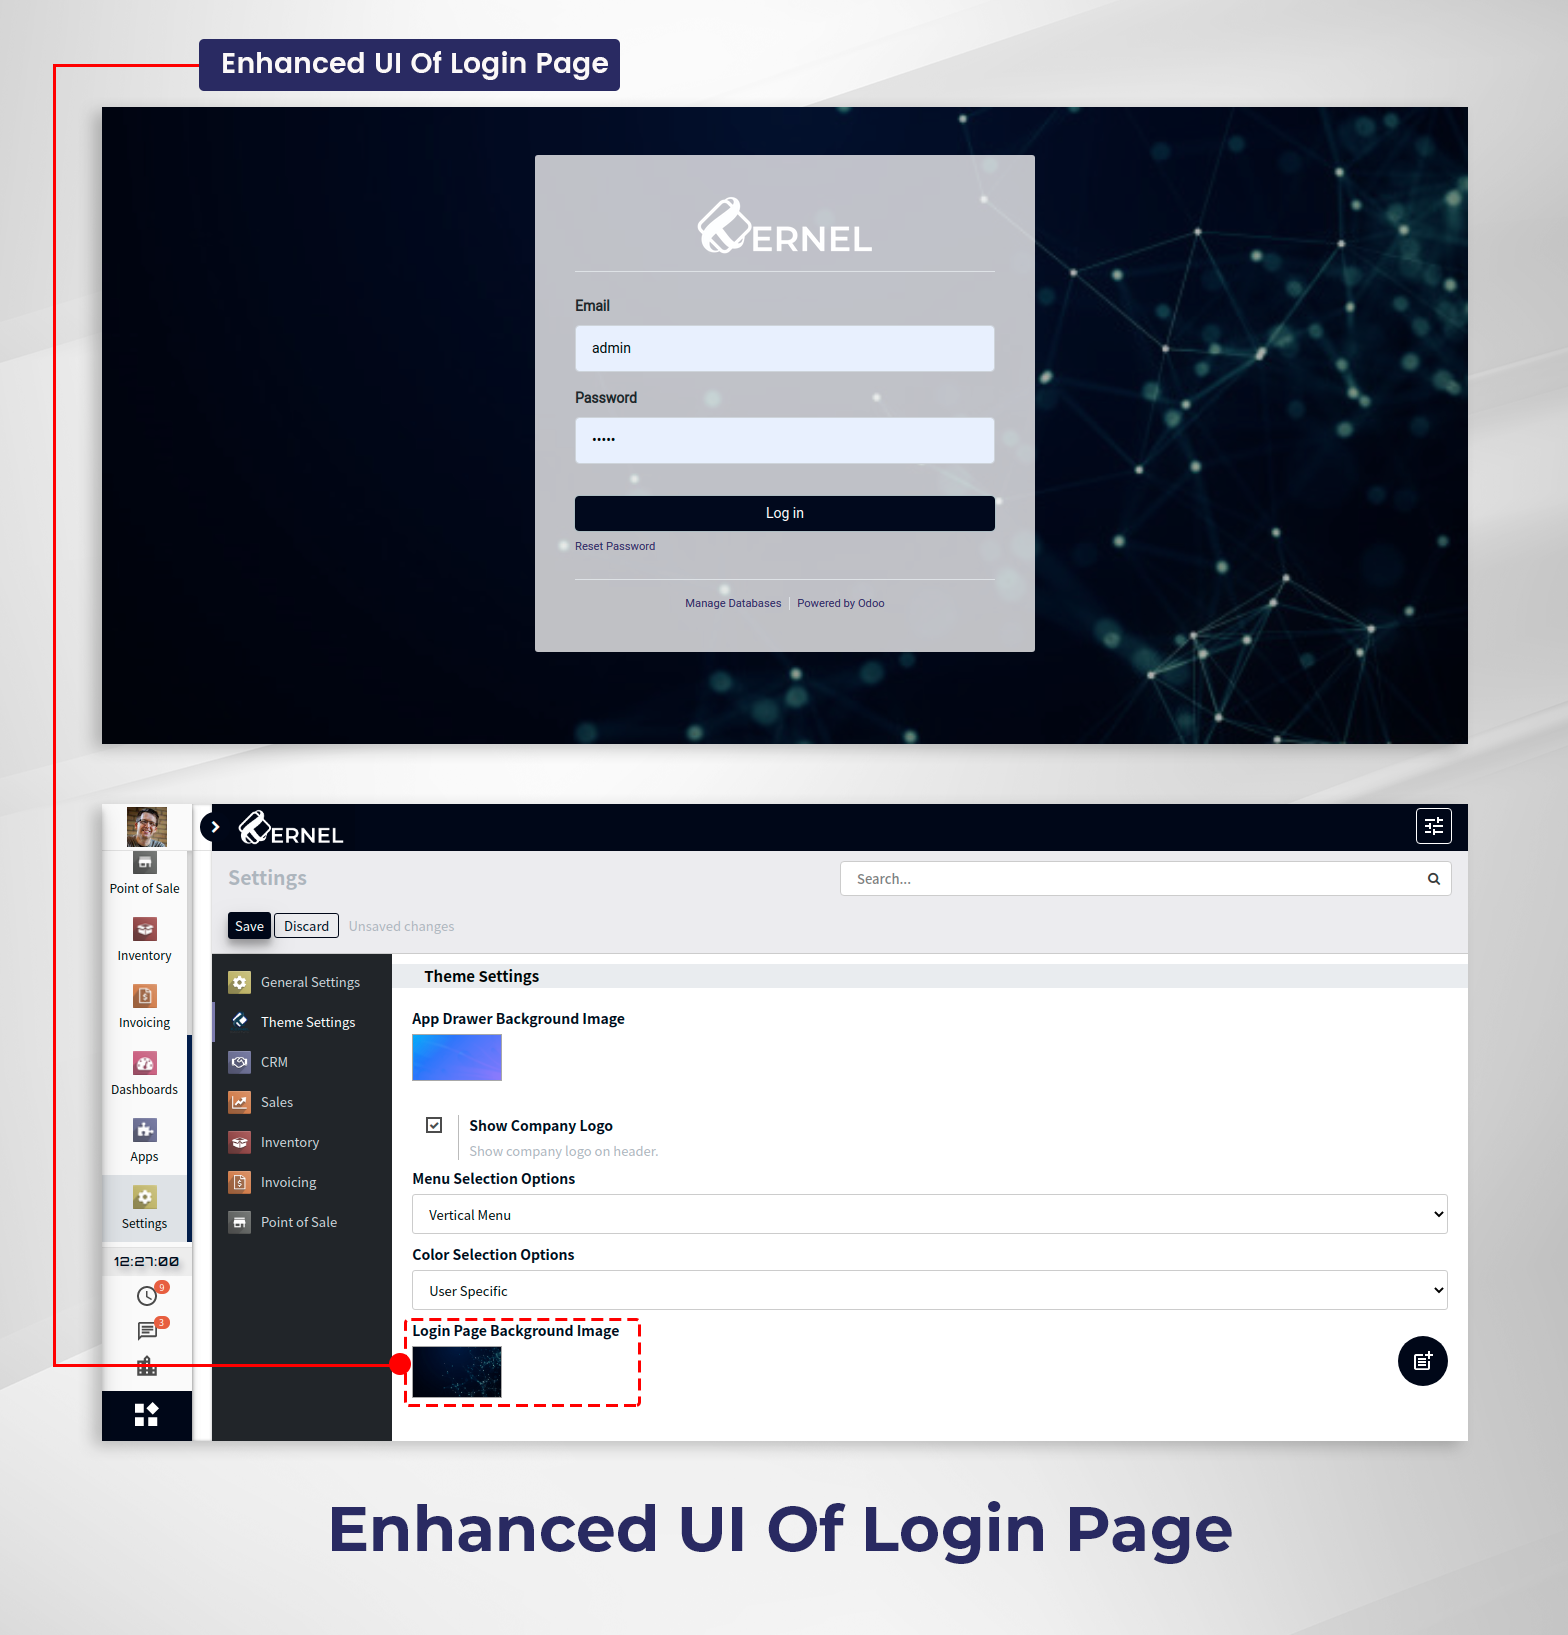 Enhanced UI Of Login Page
KERNEL
Email
admin
Password
•••••
Log in
Reset Password
Manage Databases | Powered by Odoo
KERNEL
Settings
Search...
Save
Discard
Unsaved changes
Point of Sale
Inventory
Invoicing
Dashboards
Apps
Settings
12:27:00
9
3
General Settings
Theme Settings
CRM
Sales
Inventory
Invoicing
Point of Sale
Theme Settings
App Drawer Background Image
Show Company Logo
Show company logo on header.
Menu Selection Options
Vertical Menu
Color Selection Options
User Specific
Login Page Background Image
Enhanced UI Of Login Page